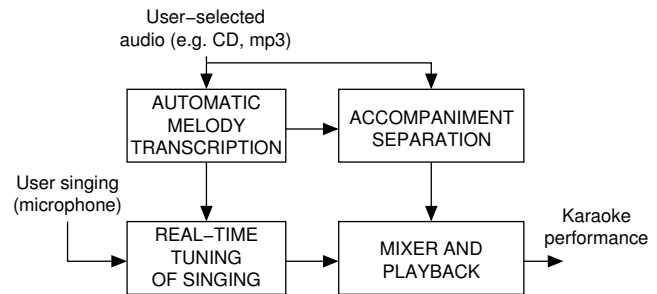 User−selected
audio (e.g. CD, mp3)
AUTOMATIC
MELODY
TRANSCRIPTION
ACCOMPANIMENT
SEPARATION
User singing
(microphone)
REAL−TIME
TUNING
OF SINGING
MIXER AND
PLAYBACK
Karaoke
performance